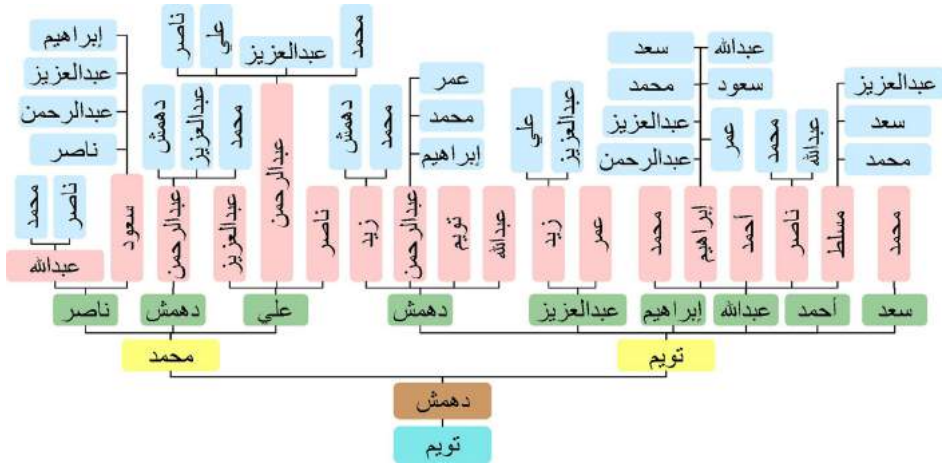 محمد
علي
ناصر
عبدالعزيز
إبراهيم
عبدالعزيز
عبدالرحمن
ناصر
ناصر
محمد
محمد
عبدالعزيز
دهمش
محمد
دهمش
عمر
محمد
إبراهيم
عبدالعزيز
علي
عبدالله
سعد
سعود
محمد
عبدالعزيز
عبدالرحمن
عمر
عبدالله
محمد
عبدالعزيز
سعد
محمد
محمد
مسلط
ناصر
أحمد
إبراهيم
محمد
عمر
زيد
عبدالله
تويم
عبدالرحمن
زيد
ناصر
عبدالرحمن
عبدالعزيز
عبدالرحمن
سعود
عبدالله
سعد
أحمد
عبدالله
إبراهيم
عبدالعزيز
دهمش
علي
دهمش
ناصر
تويم
محمد
دهمش
تويم